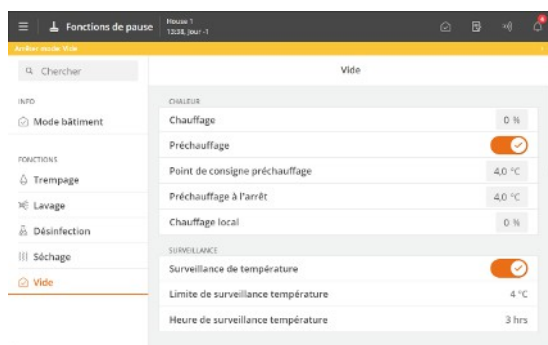 Fonctions de pause
House 1
13:38, Jour -1
Arrêter mode Vide
Chercher
Vide
INFO
Mode bâtiment
FONCTIONS
Trempage
Lavage
Désinfection
Séchage
Vide
CHALEUR
Chauffage 0 %
Préchauffage
Point de consigne préchauffage 4,0 °C
Préchauffage à l'arrêt 4,0 °C
Chauffage local 0 %
SURVEILLANCE
Surveillance de température
Limite de surveillance température 4 °C
Heure de surveillance température 3 hrs